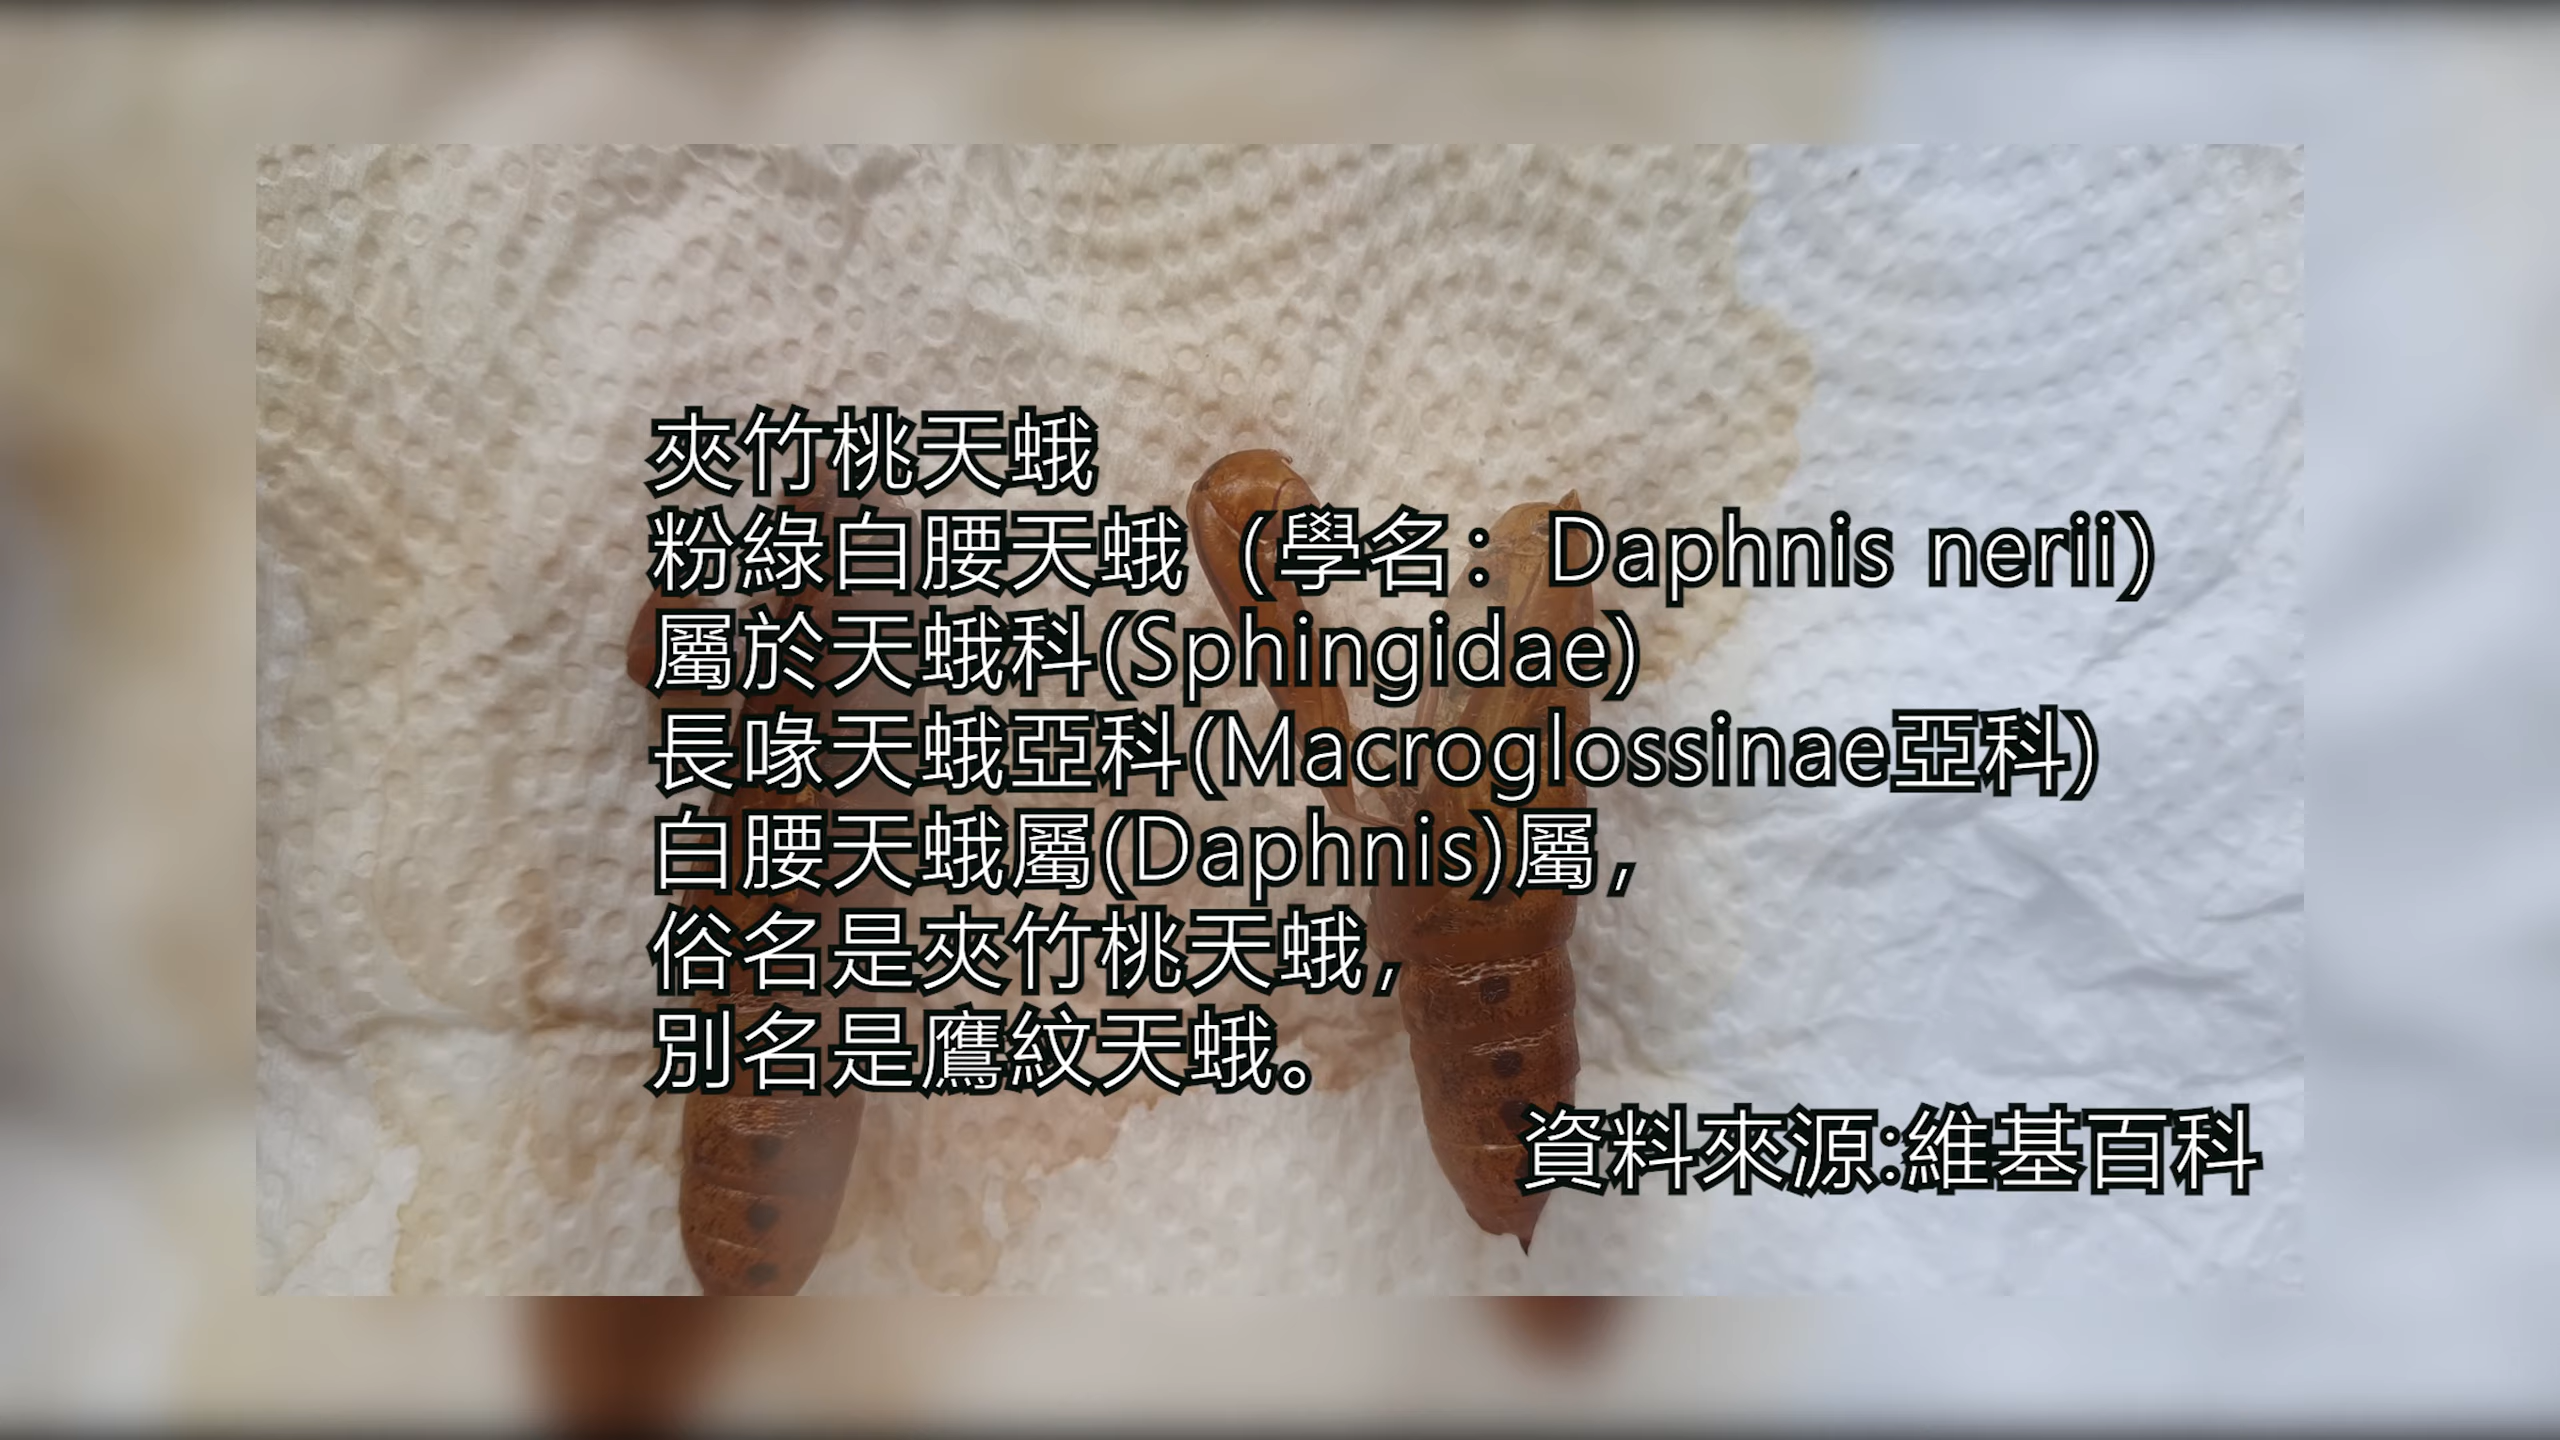 夾竹桃天蛾
粉綠白腰天蛾（學名：Daphnis nerii）
屬於天蛾科(Sphingidae)
長喙天蛾亞科(Macroglossinae亞科)
白腰天蛾屬(Daphnis)屬，
俗名是夾竹桃天蛾，
別名是鷹紋天蛾。
資料來源:維基百科